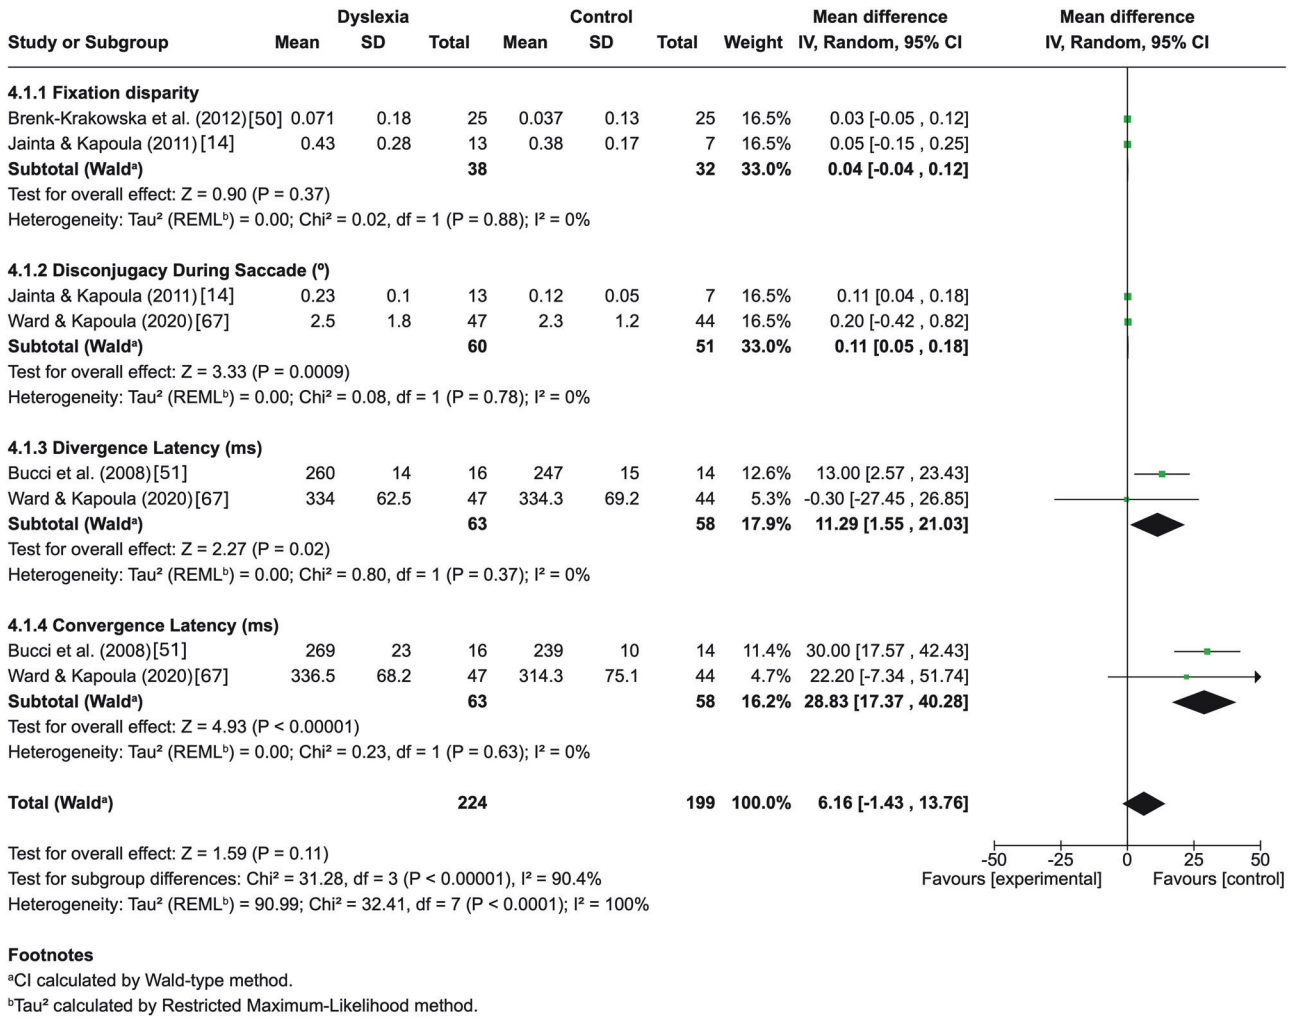 Dyslexia Control Mean difference Mean difference
Study or Subgroup Mean SD Total Mean SD Total Weight IV, Random, 95% CI IV, Random, 95% CI
4.1.1 Fixation disparity
Brenk-Krakowska et al. (2012)[50] 0.071 0.18 25 0.037 0.13 25 16.5% 0.03 [-0.05 , 0.12]
Jainta & Kapoula (2011)[14] 0.43 0.28 13 0.38 0.17 7 16.5% 0.05 [-0.15 , 0.25]
Subtotal (Waldᵃ) 38 32 33.0% 0.04 [-0.04 , 0.12]
Test for overall effect: Z = 0.90 (P = 0.37)
Heterogeneity: Tau² (REMLᵇ) = 0.00; Chi² = 0.02, df = 1 (P = 0.88); I² = 0%
4.1.2 Disconjugacy During Saccade (º)
Jainta & Kapoula (2011)[14] 0.23 0.1 13 0.12 0.05 7 16.5% 0.11 [0.04 , 0.18]
Ward & Kapoula (2020)[67] 2.5 1.8 47 2.3 1.2 44 16.5% 0.20 [-0.42 , 0.82]
Subtotal (Waldᵃ) 60 51 33.0% 0.11 [0.05 , 0.18]
Test for overall effect: Z = 3.33 (P = 0.0009)
Heterogeneity: Tau² (REMLᵇ) = 0.00; Chi² = 0.08, df = 1 (P = 0.78); I² = 0%
4.1.3 Divergence Latency (ms)
Bucci et al. (2008)[51] 260 14 16 247 15 14 12.6% 13.00 [2.57 , 23.43]
Ward & Kapoula (2020)[67] 334 62.5 47 334.3 69.2 44 5.3% -0.30 [-27.45 , 26.85]
Subtotal (Waldᵃ) 63 58 17.9% 11.29 [1.55 , 21.03]
Test for overall effect: Z = 2.27 (P = 0.02)
Heterogeneity: Tau² (REMLᵇ) = 0.00; Chi² = 0.80, df = 1 (P = 0.37); I² = 0%
4.1.4 Convergence Latency (ms)
Bucci et al. (2008)[51] 269 23 16 239 10 14 11.4% 30.00 [17.57 , 42.43]
Ward & Kapoula (2020)[67] 336.5 68.2 47 314.3 75.1 44 4.7% 22.20 [-7.34 , 51.74]
Subtotal (Waldᵃ) 63 58 16.2% 28.83 [17.37 , 40.28]
Test for overall effect: Z = 4.93 (P < 0.00001)
Heterogeneity: Tau² (REMLᵇ) = 0.00; Chi² = 0.23, df = 1 (P = 0.63); I² = 0%
Total (Waldᵃ) 224 199 100.0% 6.16 [-1.43 , 13.76]
Test for overall effect: Z = 1.59 (P = 0.11)
Test for subgroup differences: Chi² = 31.28, df = 3 (P < 0.00001), I² = 90.4%
Heterogeneity: Tau² (REMLᵇ) = 90.99; Chi² = 32.41, df = 7 (P < 0.0001); I² = 100%
-50 -25 0 25 50
Favours [experimental] Favours [control]
Footnotes
ᵃCI calculated by Wald-type method.
ᵇTau² calculated by Restricted Maximum-Likelihood method.